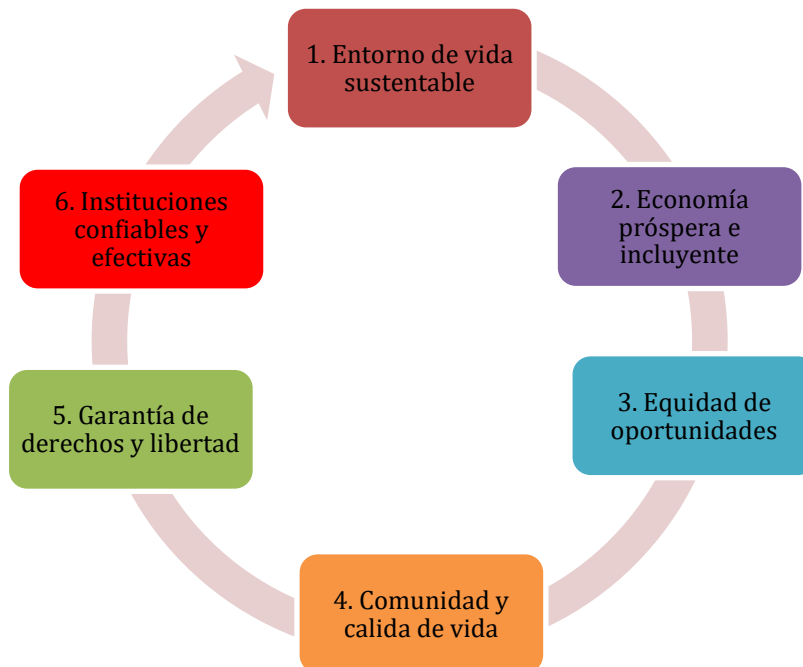 1. Entorno de vida
sustentable
2. Economía
próspera e
incluyente
3. Equidad de
oportunidades
4. Comunidad y
calida de vida
5. Garantía de
derechos y libertad
6. Instituciones
confiables y
efectivas